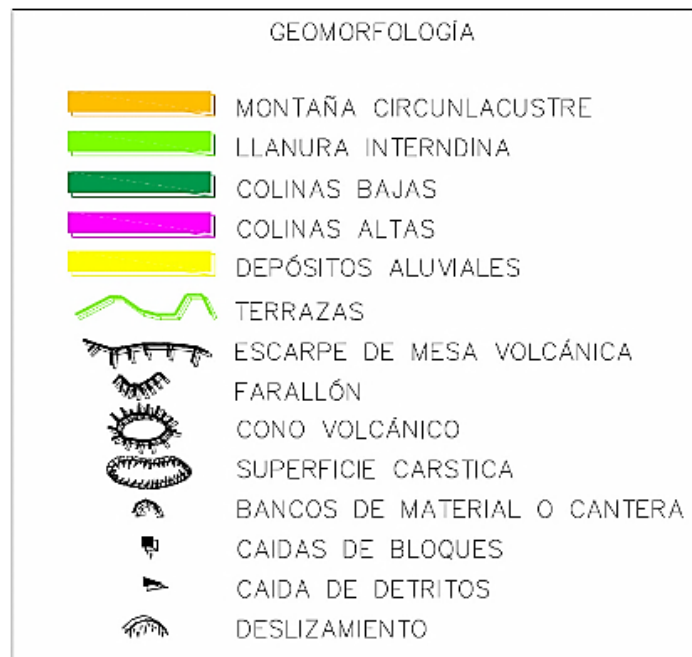 GEOMORFOLOGÍA
MONTAÑA CIRCUNLACUSTRE
LLANURA INTERNDINA
COLINAS BAJAS
COLINAS ALTAS
DEPÓSITOS ALUVIALES
TERRAZAS
ESCARPE DE MESA VOLCÁNICA
FARALLÓN
CONO VOLCÁNICO
SUPERFICIE CARSTICA
BANCOS DE MATERIAL O CANTERA
CAIDAS DE BLOQUES
CAIDA DE DETRITOS
DESLIZAMIENTO